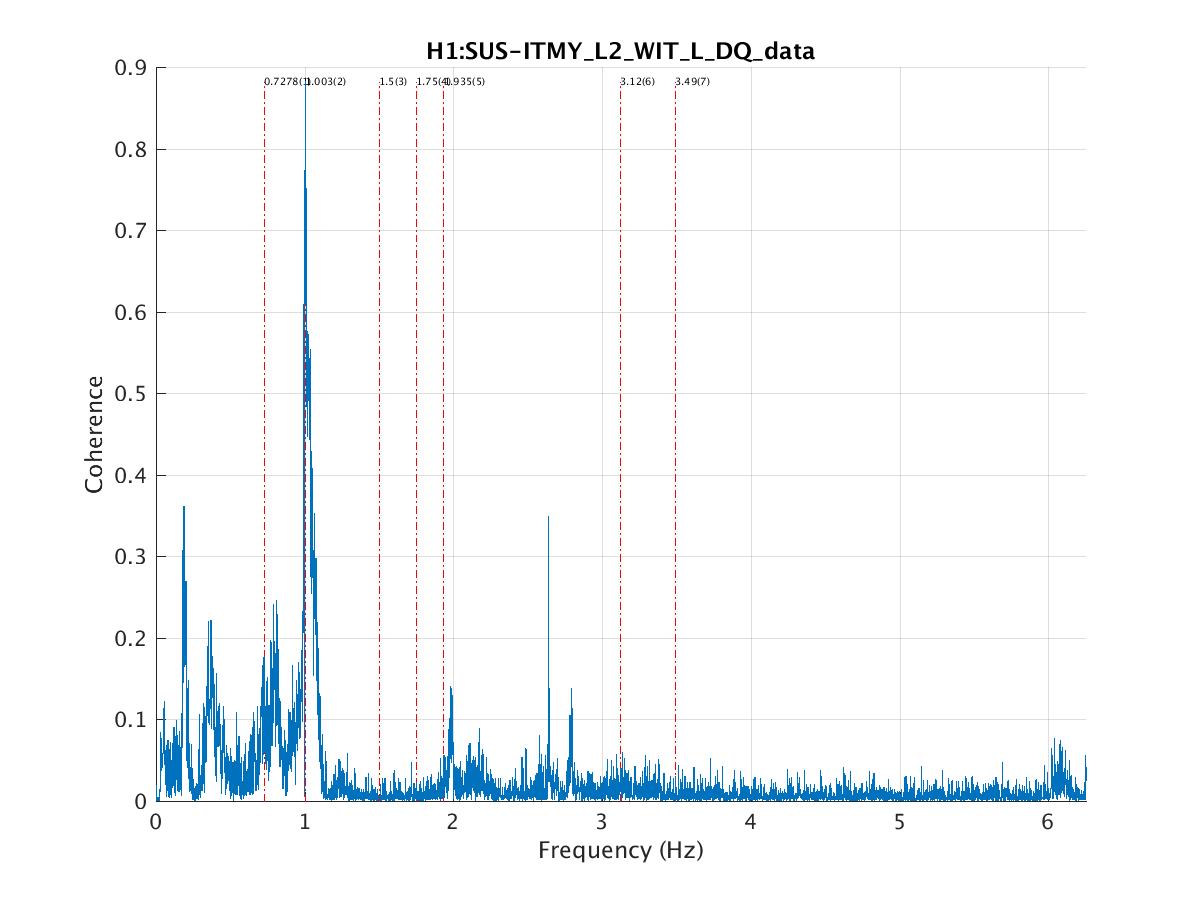 H1:SUS-ITMY_L2_WIT_L_DQ_data
0.9
0.7278(1) 1.003(2) 1.5(3) 1.75(4) 1.935(5) 3.12(6) 3.49(7)
0.8
0.7
0.6
0.5
0.4
0.3
0.2
0.1
0
Coherence
0 1 2 3 4 5 6
Frequency (Hz)